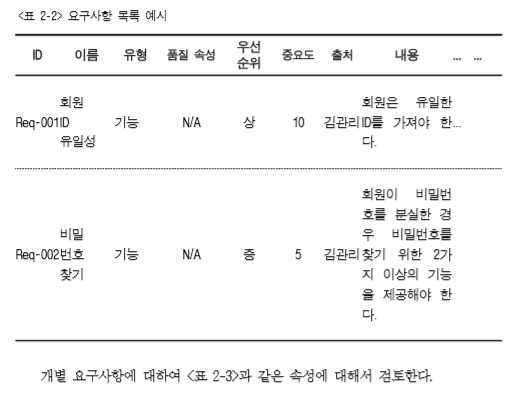 <표 2-2> 요구사항 목록 예시
ID 이름 유형 품질 속성 우선 순위 중요도 출처 내용 ... ...
회원 회원은 유일한
Req-001 ID 기능 N/A 상 10 김관리 ID를 가져야 한 ...
유일성 다.
회원이 비밀번
호를 분실한 경
비밀 우 비밀번호를
Req-002 번호 기능 N/A 중 5 김관리 찾기 위한 2가
찾기 지 이상의 기능
을 제공해야 한
다.
개별 요구사항에 대하여 <표 2-3>과 같은 속성에 대해서 검토한다.